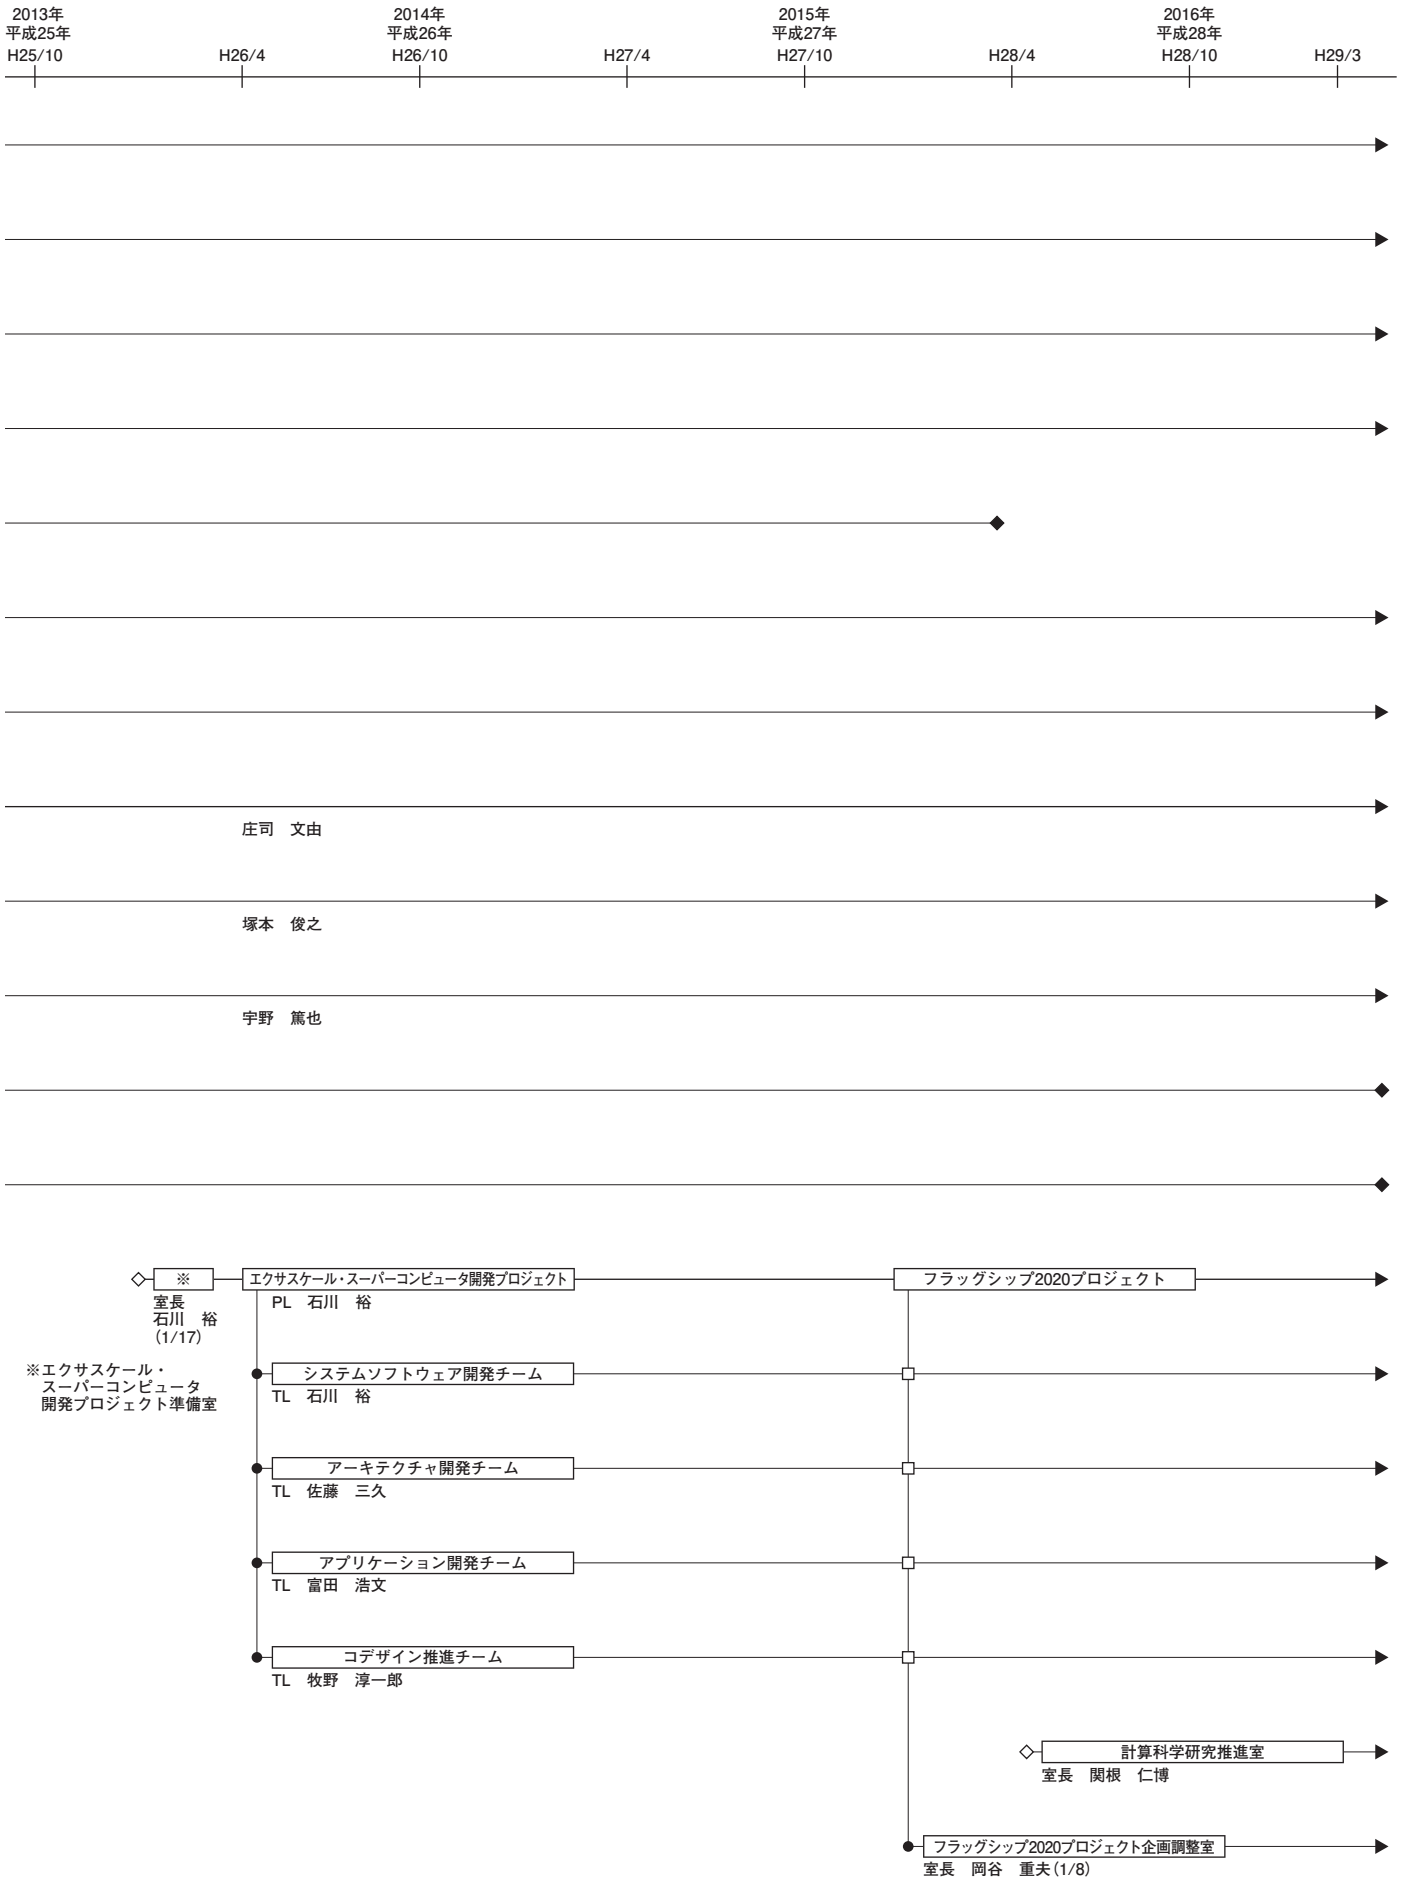 2013年 2014年 2015年 2016年
平成25年 平成26年 平成27年 平成28年
H25/10 H26/4 H26/10 H27/4 H27/10 H28/4 H28/10 H29/3
庄司　文由
塚本　俊之
宇野　篤也
※ エクサスケール・スーパーコンピュータ開発プロジェクト フラッグシップ2020プロジェクト
室長 PL　石川　裕
石川　裕
(1/17)
※エクサスケール・
スーパーコンピュータ
開発プロジェクト準備室
システムソフトウェア開発チーム
TL　石川　裕
アーキテクチャ開発チーム
TL　佐藤　三久
アプリケーション開発チーム
TL　富田　浩文
コデザイン推進チーム
TL　牧野　淳一郎
計算科学研究推進室
室長　関根　仁博
フラッグシップ2020プロジェクト企画調整室
室長　岡谷　重夫(1/8)